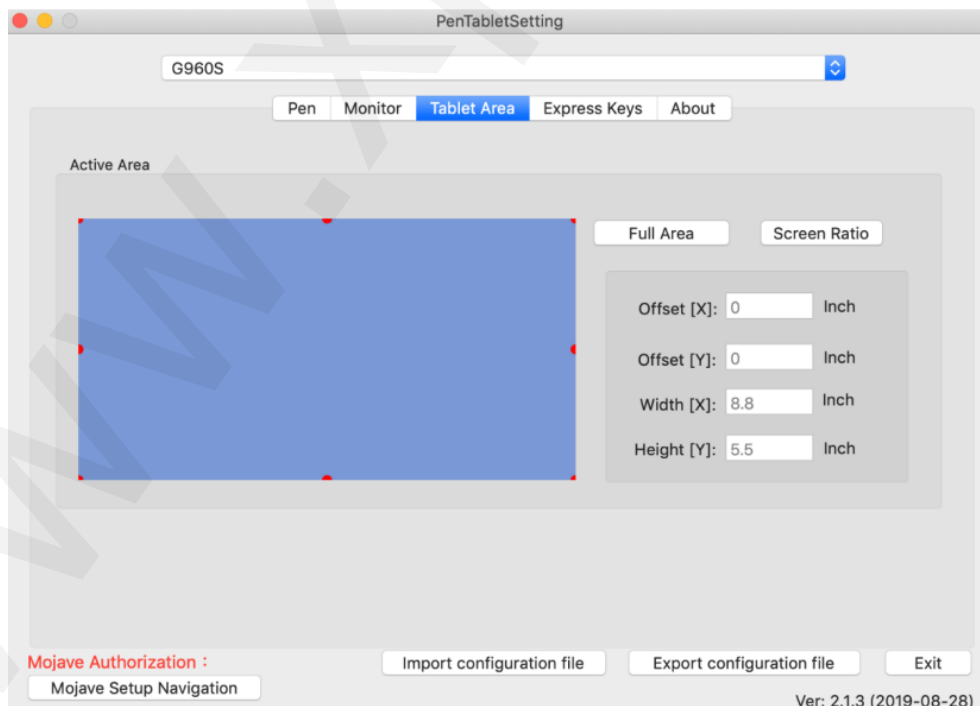 PenTabletSetting
G960S
Pen Monitor Tablet Area Express Keys About
Active Area
Full Area Screen Ratio
Offset [X]: 0 Inch
Offset [Y]: 0 Inch
Width [X]: 8.8 Inch
Height [Y]: 5.5 Inch
Mojave Authorization：
Import configuration file Export configuration file Exit
Mojave Setup Navigation
Ver: 2.1.3 (2019-08-28)